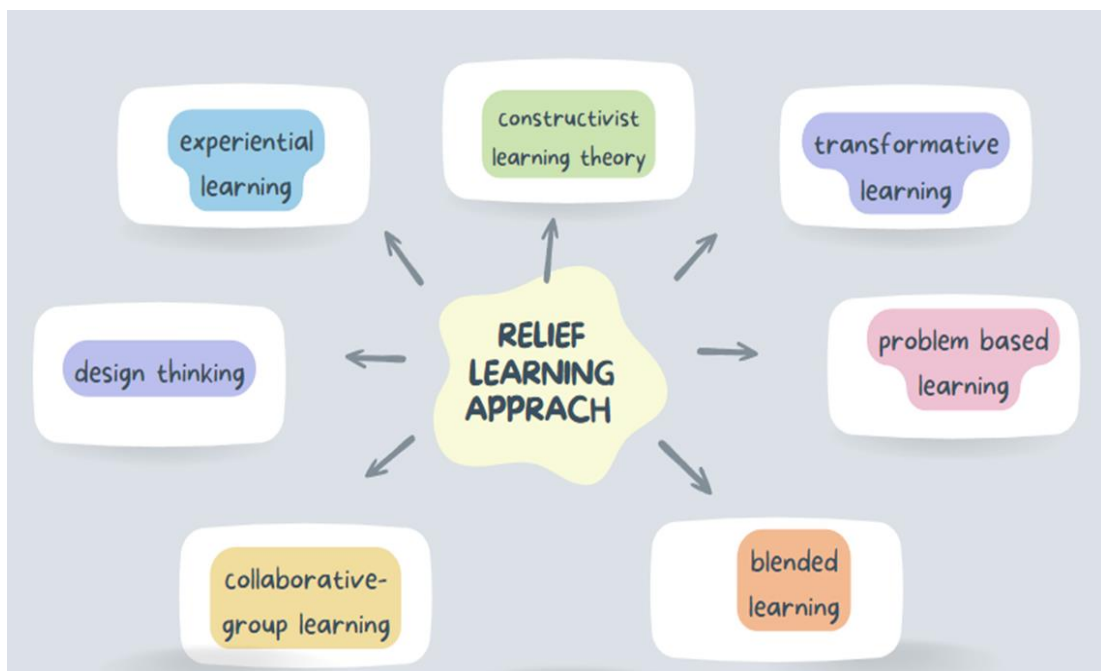 experiential
learning
constructivist
learning theory
transformative
learning
design thinking
RELIEF
LEARNING
APPRACH
problem based
learning
collaborative-
group learning
blended
learning